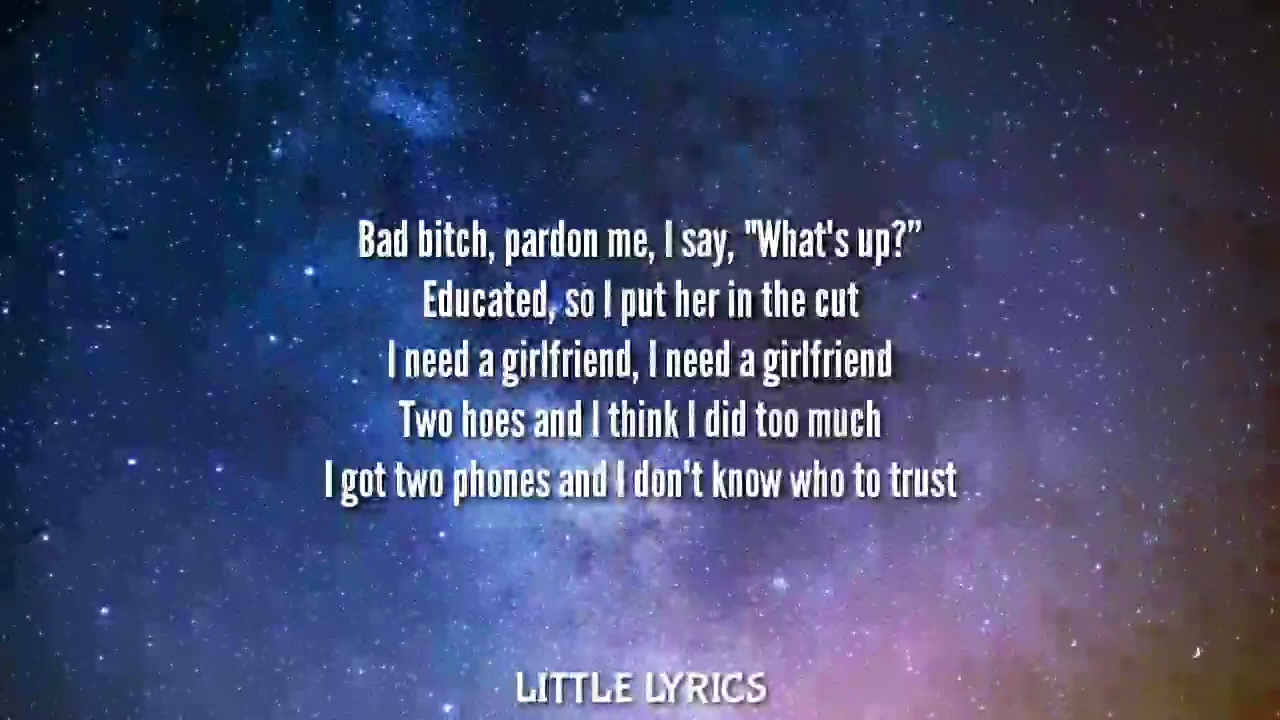 Bad bitch, pardon me, I say, "What's up?”
Educated, so I put her in the cut
I need a girlfriend, I need a girlfriend
Two hoes and I think I did too much
I got two phones and I don't know who to trust
LITTLE LYRICS